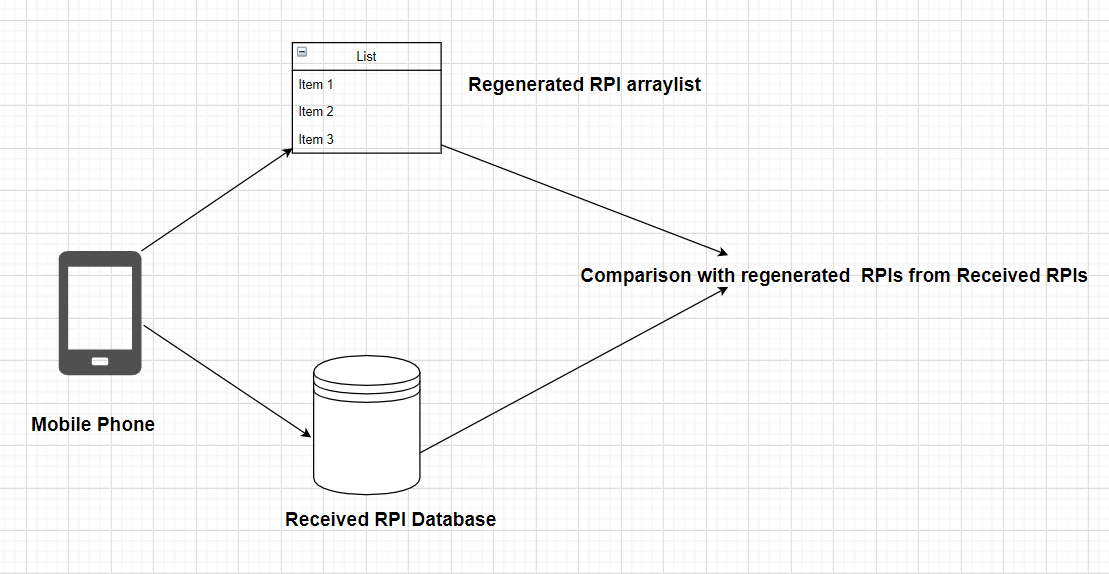 List
Item 1
Item 2
Item 3
Regenerated RPI arraylist
Comparison with regenerated  RPIs from Received RPIs
Mobile Phone
Received RPI Database